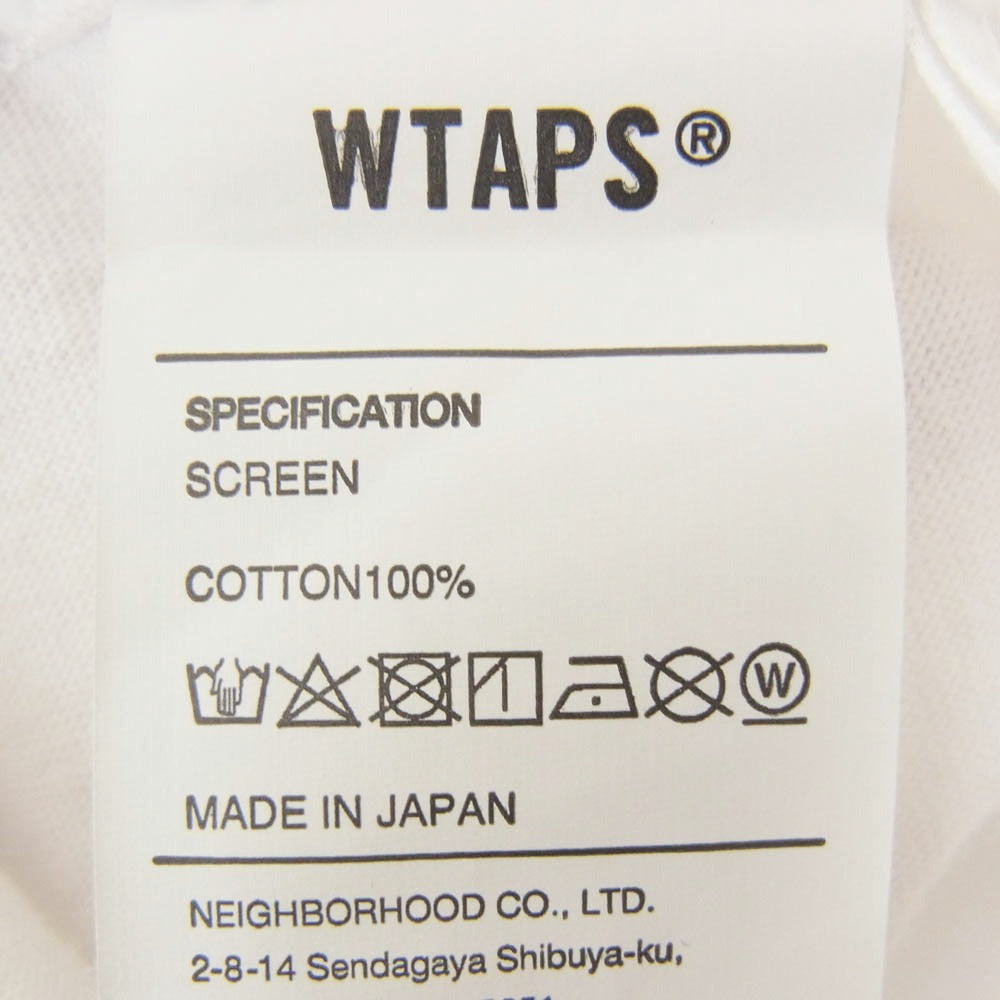 WTAPS®
SPECIFICATION
SCREEN
COTTON100%
W
MADE IN JAPAN
NEIGHBORHOOD CO., LTD.
2-8-14 Sendagaya Shibuya-ku,